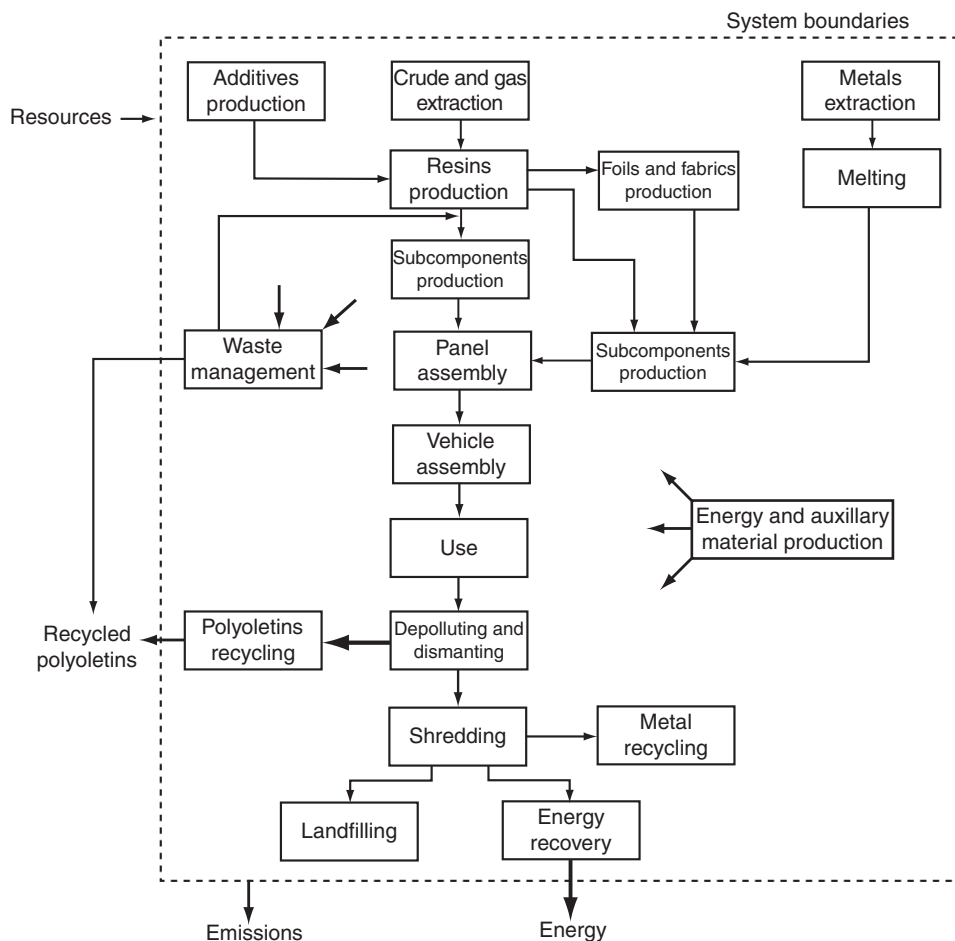 System boundaries
Additives
production
Crude and gas
extraction
Metals
extraction
Resources
Resins
production
Foils and fabrics
production
Melting
Subcomponents
production
Waste
management
Panel
assembly
Subcomponents
production
Vehicle
assembly
Energy and auxillary
material production
Use
Recycled
polyoletins
Polyoletins
recycling
Depolluting and
dismanting
Shredding
Metal
recycling
Landfilling
Energy
recovery
Emissions
Energy